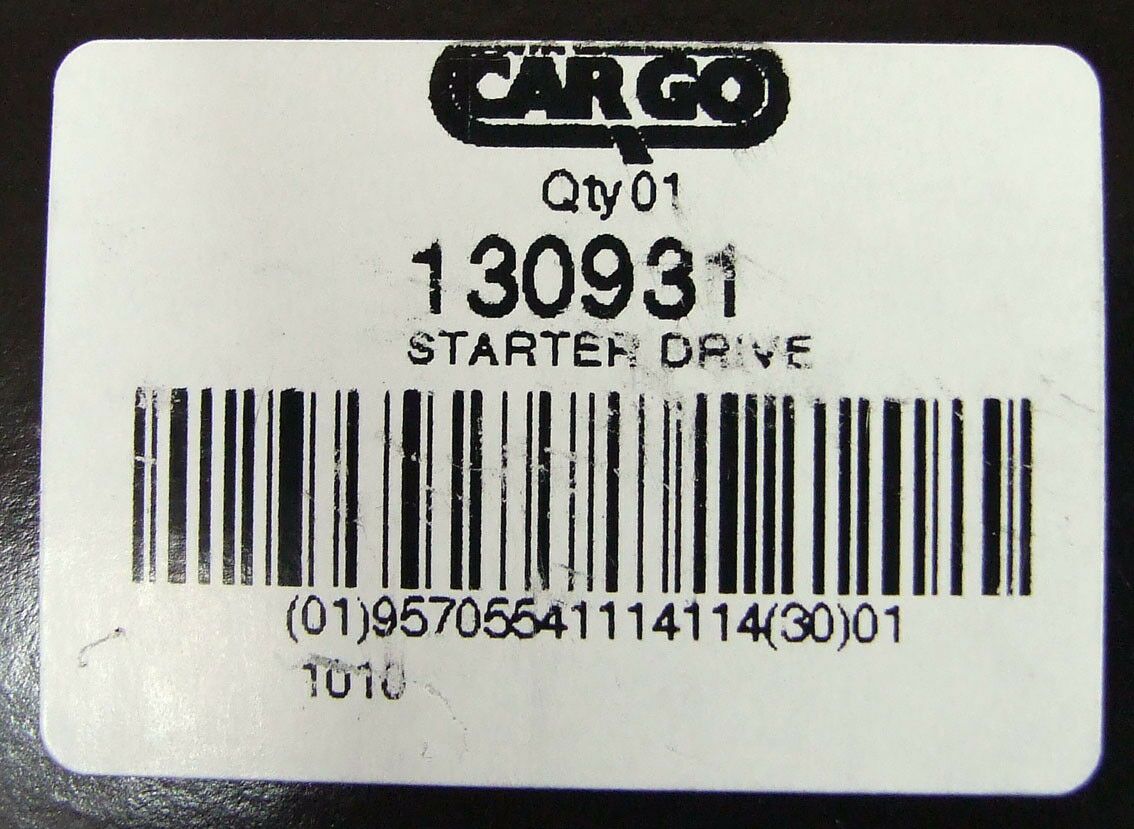 CARGO
Qty 01
130931
STARTER DRIVE
(01)95705541114114(30)01
1010